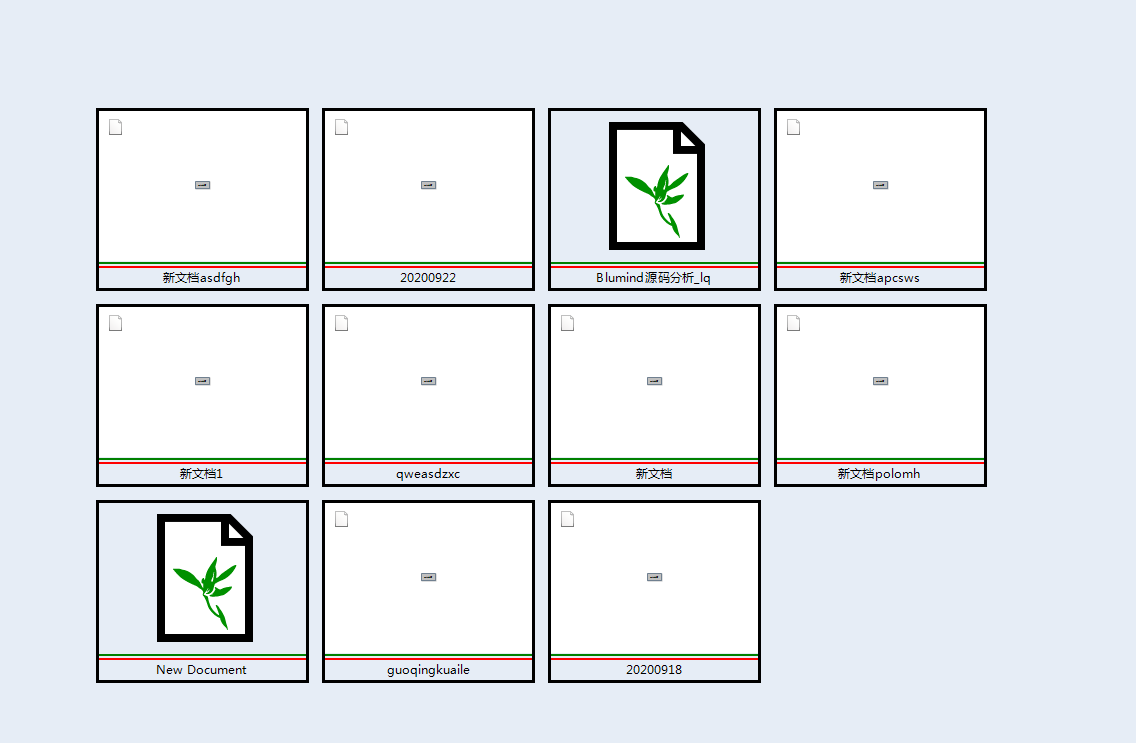 新文档asdfgh
20200922
Blumind源码分析_lq
新文档apcsws
新文档1
qweasdzxc
新文档
新文档polomh
New Document
guoqingkuaile
20200918